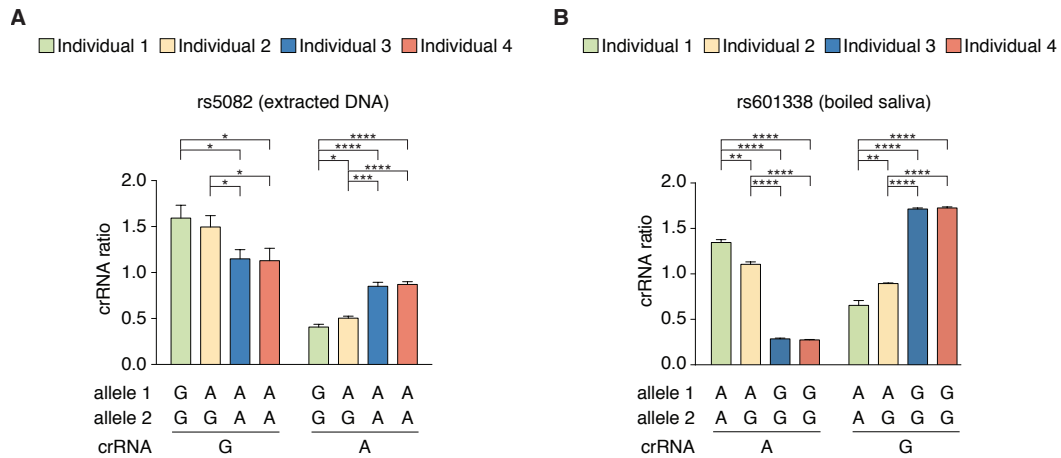 A
Individual 1 Individual 2 Individual 3 Individual 4
rs5082 (extracted DNA)
* ****
* ****
* * ****
* ***
2.0
1.5
1.0
0.5
0.0
crRNA ratio
allele 1 G A A A G A A A
allele 2 G G A A G G A A
crRNA G A
B
Individual 1 Individual 2 Individual 3 Individual 4
rs601338 (boiled saliva)
**** ****
**** ****
** **** ** ****
**** ****
2.0
1.5
1.0
0.5
0.0
crRNA ratio
allele 1 A A G G A A G G
allele 2 A G G G A G G G
crRNA A G